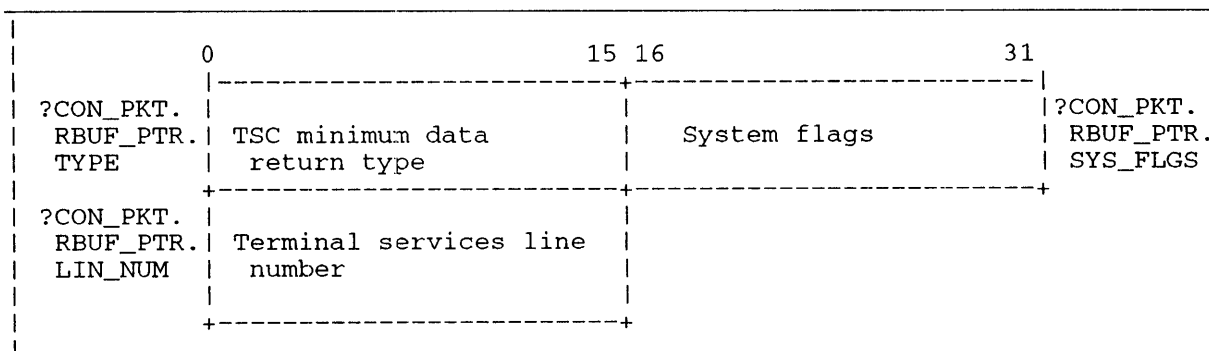 0 15 16 31
?CON_PKT. ?CON_PKT.
RBUF_PTR. TSC minimum data System flags RBUF_PTR.
TYPE return type SYS_FLGS
?CON_PKT.
RBUF_PTR. Terminal services line
LIN_NUM number